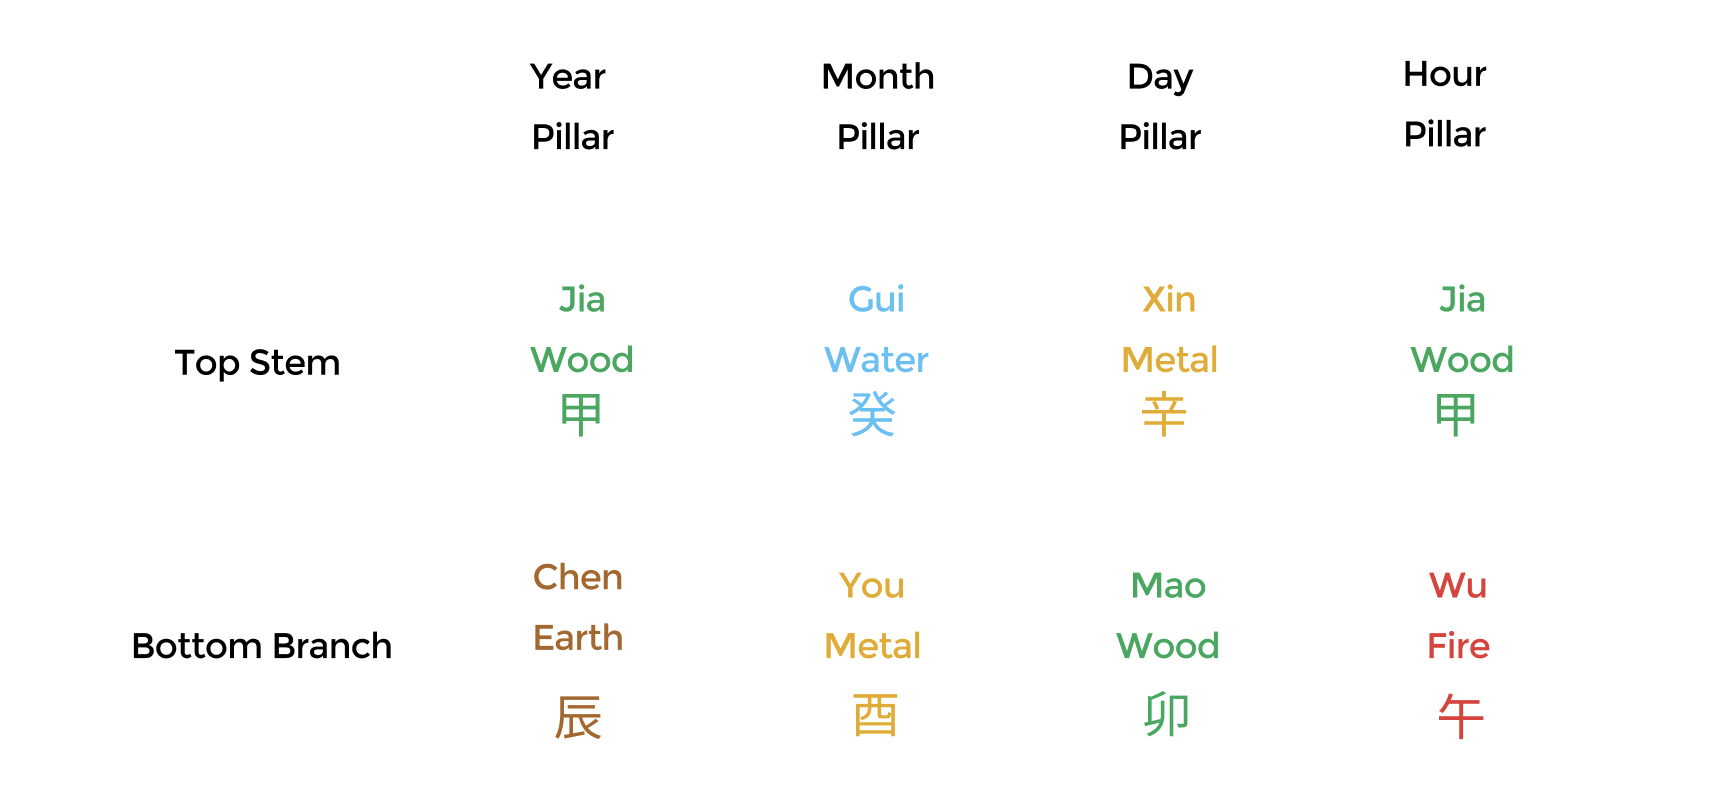 Year Month Day Hour
Pillar Pillar Pillar Pillar
Jia Gui Xin Jia
Top Stem Wood Water Metal Wood
甲 癸 辛 甲
Chen You Mao Wu
Bottom Branch Earth Metal Wood Fire
辰 酉 卯 午